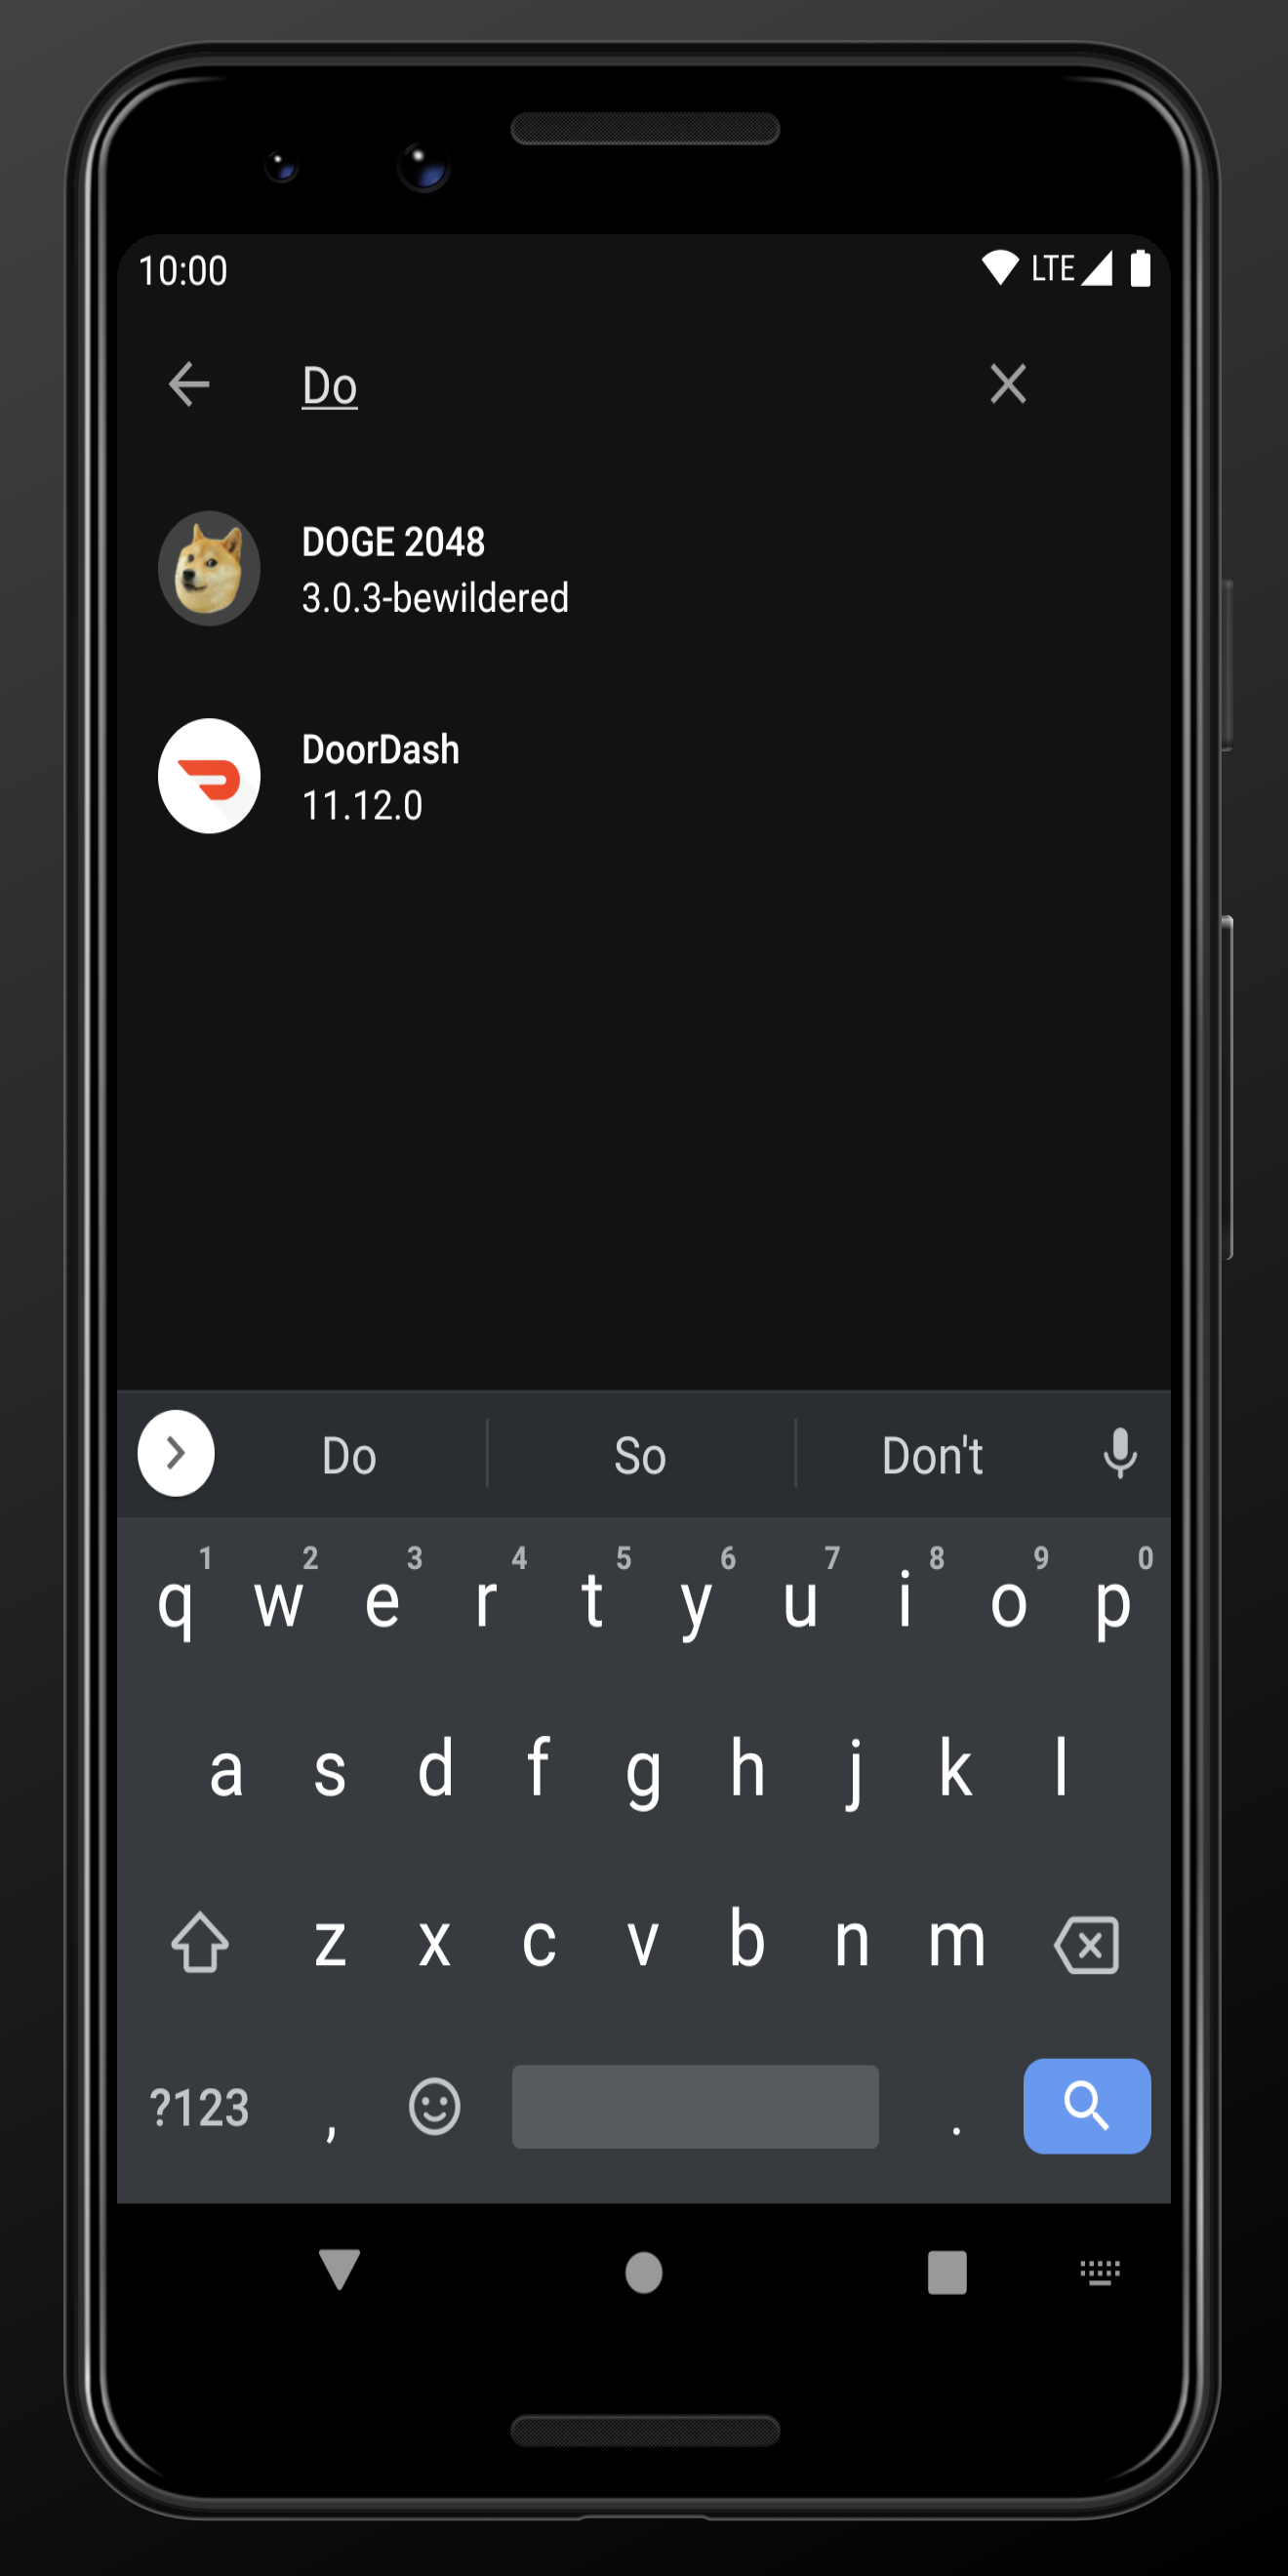 10:00 LTE
Do
DOGE 2048
3.0.3-bewildered
DoorDash
11.12.0
Do So Don't
1 2 3 4 5 6 7 8 9 0
q w e r t y u i o p
a s d f g h j k l
z x c v b n m
?123 , .